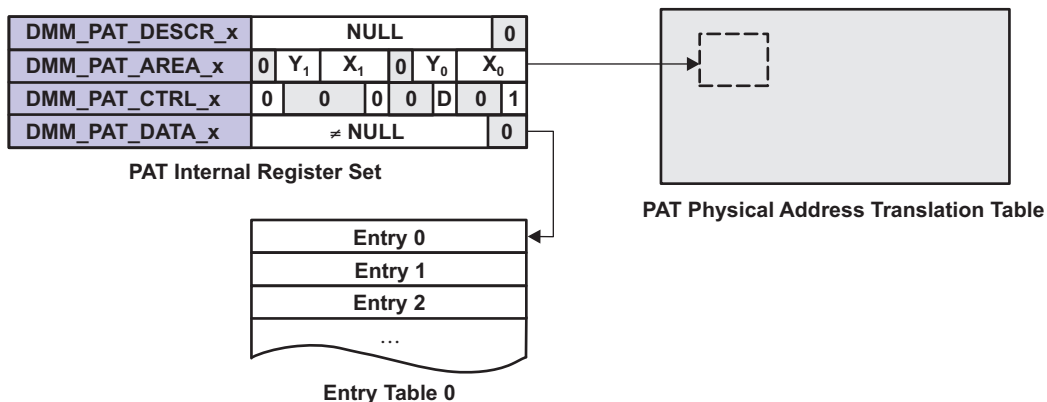 DMM_PAT_DESCR_x NULL 0
DMM_PAT_AREA_x 0 Y1 X1 0 Y0 X0
DMM_PAT_CTRL_x 0 0 0 0 D 0 1
DMM_PAT_DATA_x ≠ NULL 0
PAT Internal Register Set
PAT Physical Address Translation Table
Entry 0
Entry 1
Entry 2
...
Entry Table 0